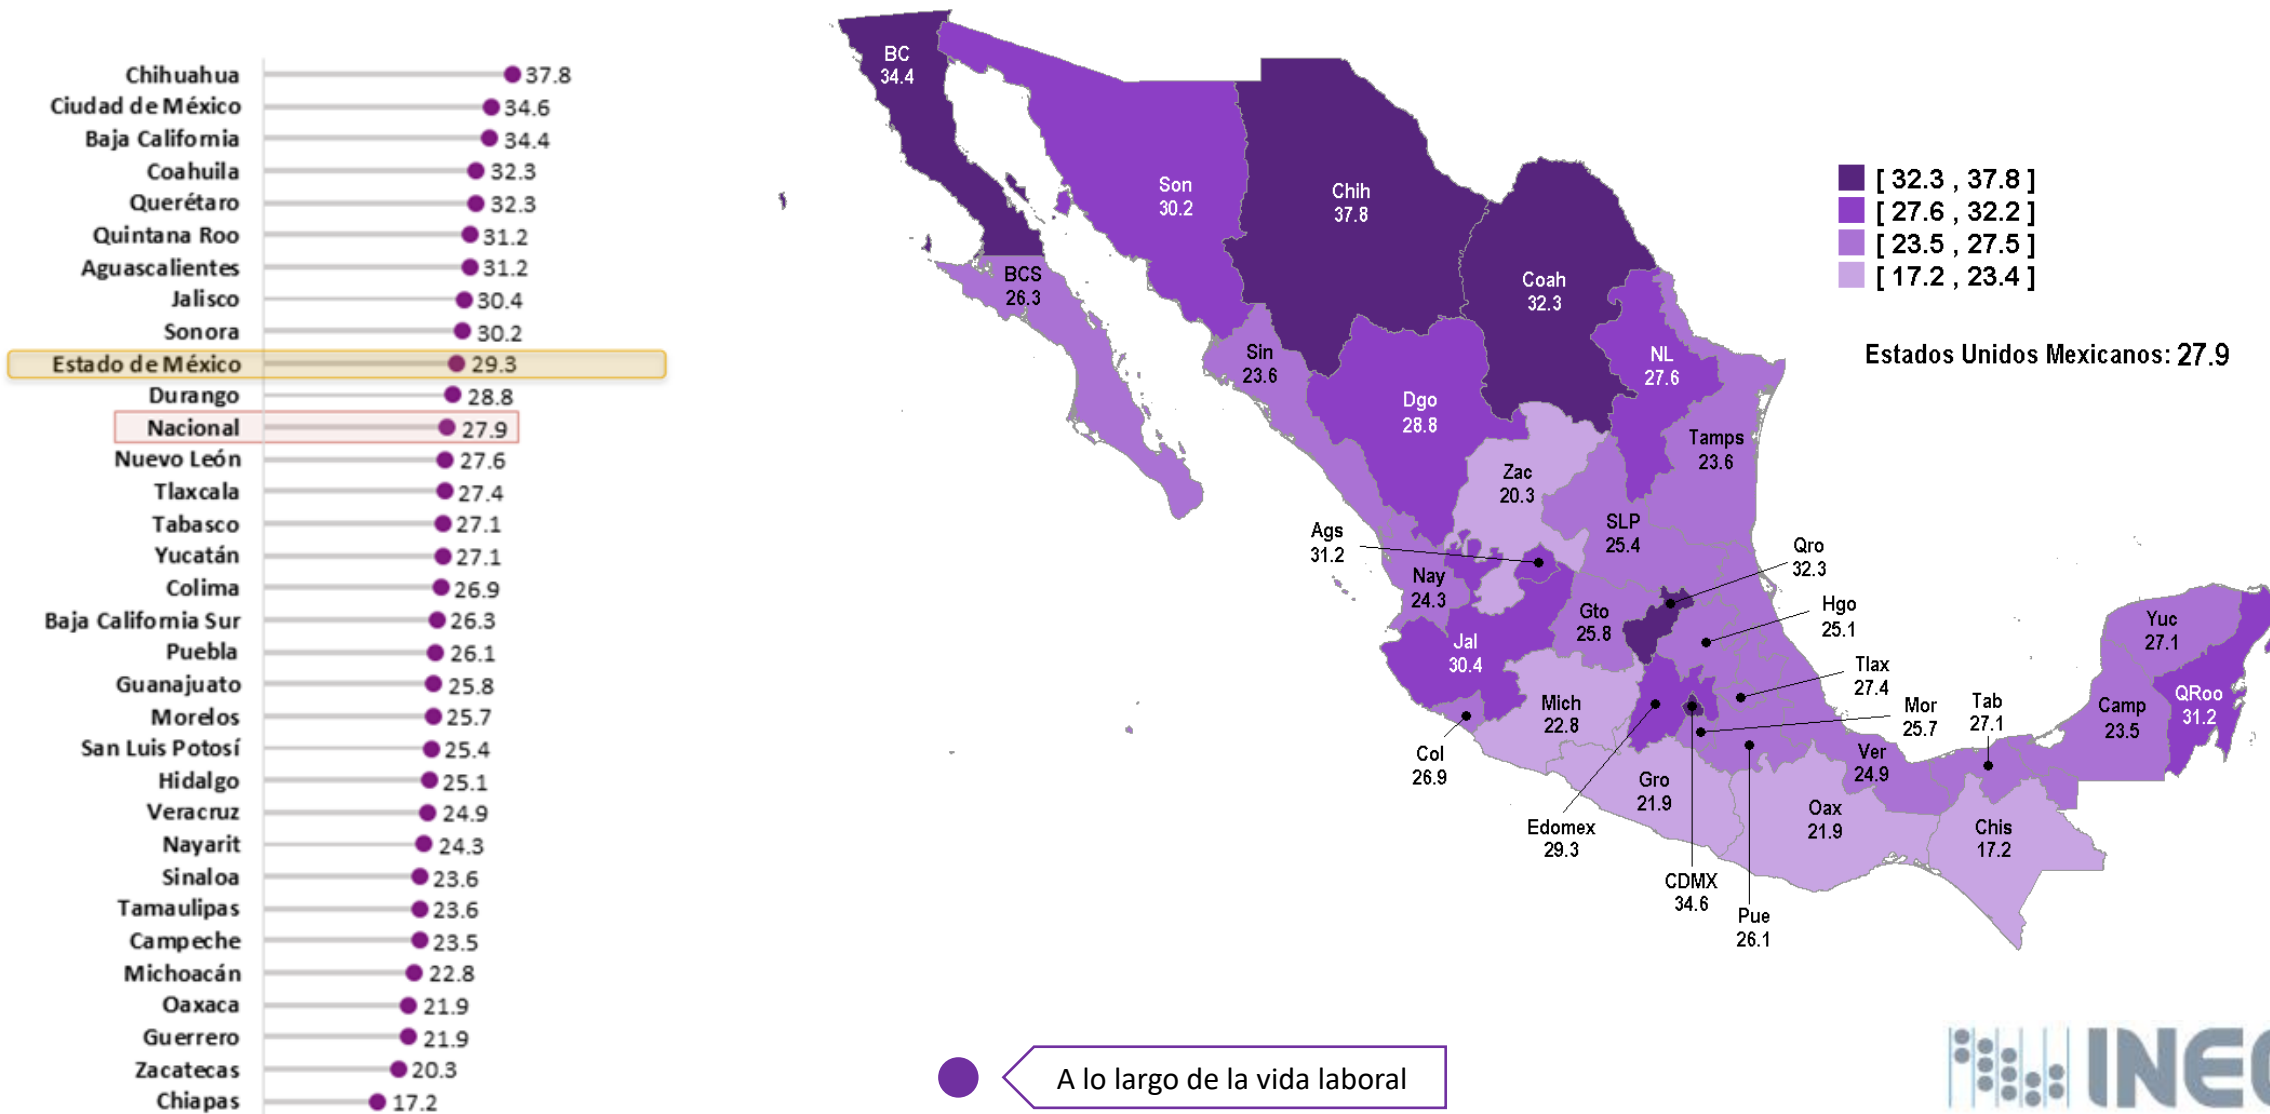 Chihuahua 37.8
Ciudad de México 34.6
Baja California 34.4
Coahuila 32.3
Querétaro 32.3
Quintana Roo 31.2
Aguascalientes 31.2
Jalisco 30.4
Sonora 30.2
Estado de México 29.3
Durango 28.8
Nacional 27.9
Nuevo León 27.6
Tlaxcala 27.4
Tabasco 27.1
Yucatán 27.1
Colima 26.9
Baja California Sur 26.3
Puebla 26.1
Guanajuato 25.8
Morelos 25.7
San Luis Potosí 25.4
Hidalgo 25.1
Veracruz 24.9
Nayarit 24.3
Sinaloa 23.6
Tamaulipas 23.6
Campeche 23.5
Michoacán 22.8
Oaxaca 21.9
Guerrero 21.9
Zacatecas 20.3
Chiapas 17.2
BC
34.4
Son
30.2
Chih
37.8
BCS
26.3
Coah
32.3
Sin
23.6
NL
27.6
Dgo
28.8
Tamps
23.6
Zac
20.3
SLP
25.4
Ags
31.2
Qro
32.3
Nay
24.3
Gto
25.8
Hgo
25.1
Yuc
27.1
Jal
30.4
Tlax
27.4
Mich
22.8
Mor
25.7
Tab
27.1
Camp
23.5
QRoo
31.2
Col
26.9
Ver
24.9
Gro
21.9
Oax
21.9
Edomex
29.3
Chis
17.2
CDMX
34.6
Pue
26.1
[ 32.3 , 37.8 ]
[ 27.6 , 32.2 ]
[ 23.5 , 27.5 ]
[ 17.2 , 23.4 ]
Estados Unidos Mexicanos: 27.9
A lo largo de la vida laboral
INEG